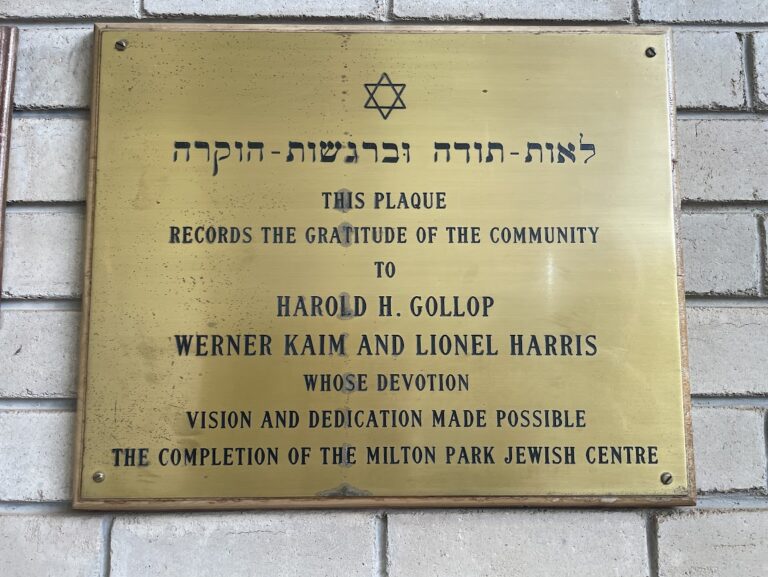 לאות-תודה וברגשות-הוקרה
THIS PLAQUE
RECORDS THE GRATITUDE OF THE COMMUNITY
TO
HAROLD H. GOLLOP
WERNER KAIM AND LIONEL HARRIS
WHOSE DEVOTION
VISION AND DEDICATION MADE POSSIBLE
THE COMPLETION OF THE MILTON PARK JEWISH CENTRE